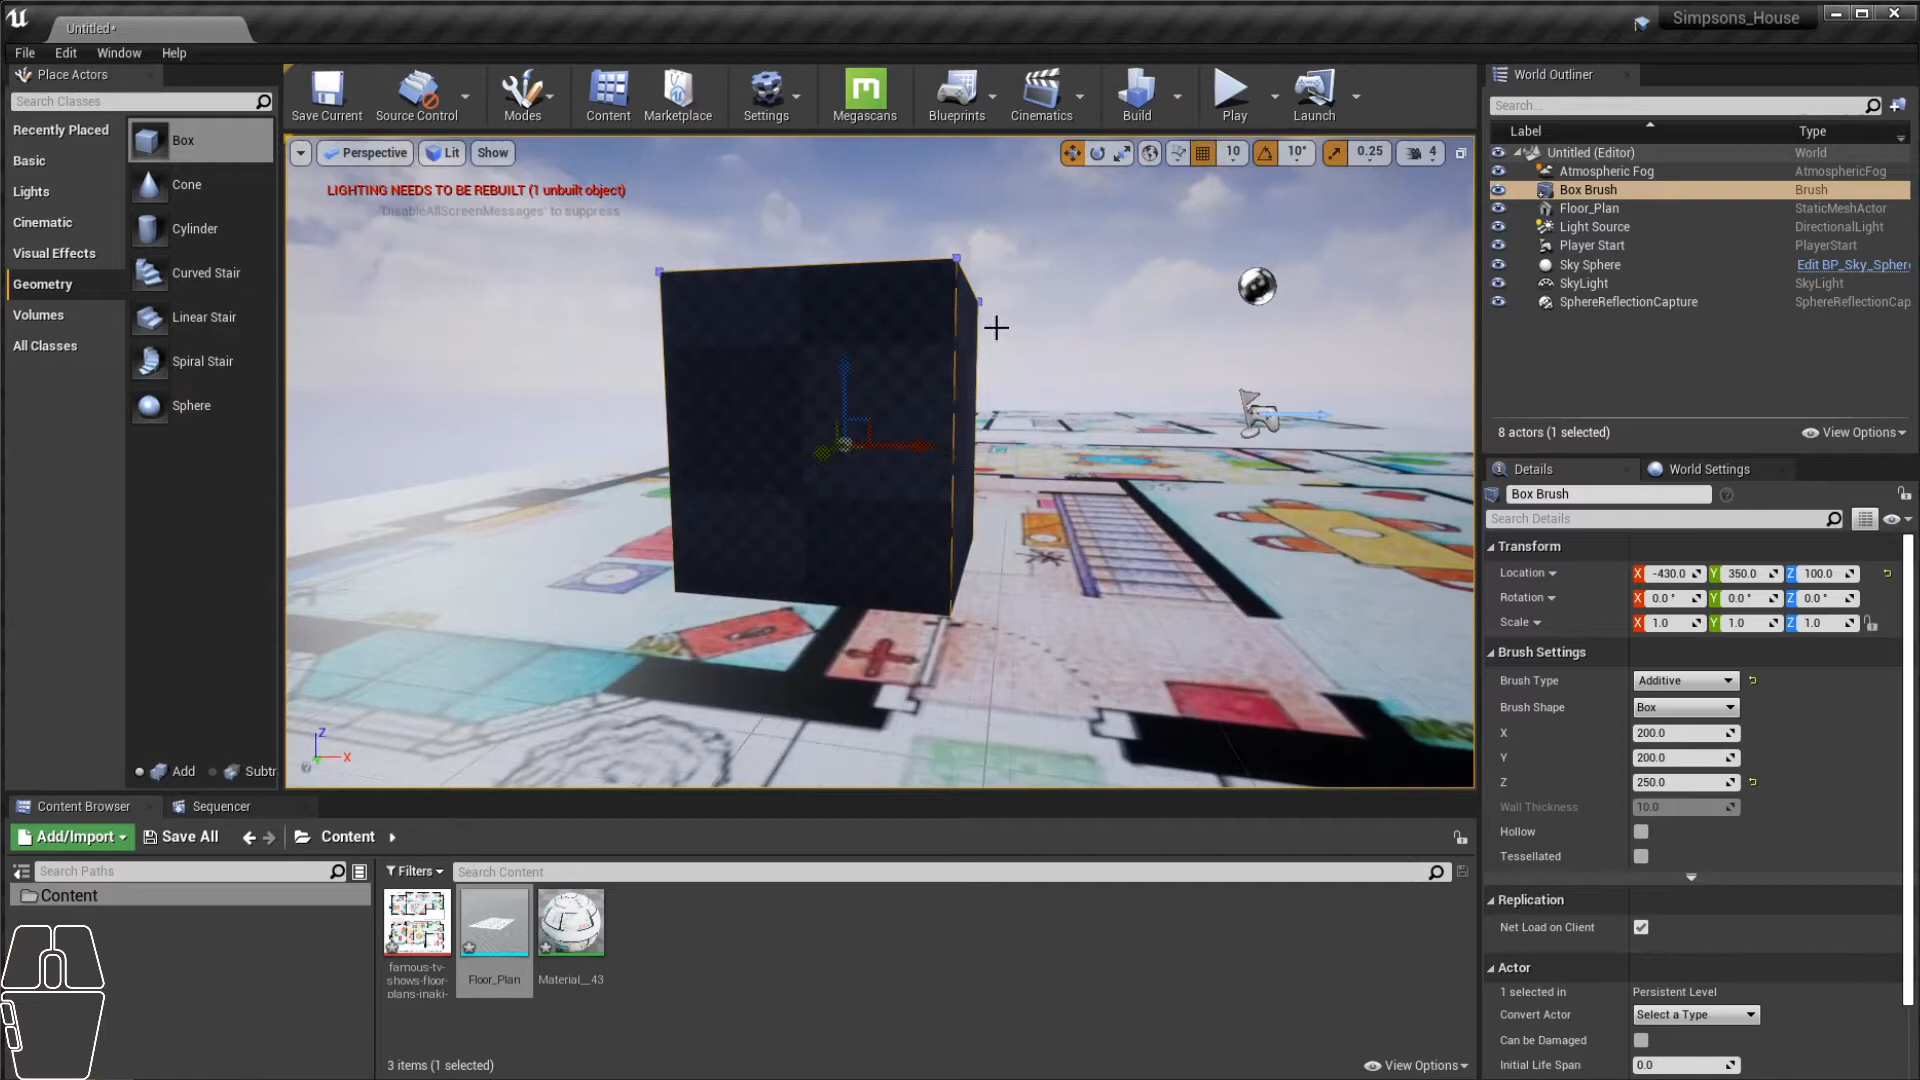 Untitled*
Simpsons_House
File Edit Window Help
Place Actors
Search Classes
Recently Placed
Basic
Lights
Cinematic
Visual Effects
Geometry
Volumes
All Classes
Box
Cone
Cylinder
Curved Stair
Linear Stair
Spiral Stair
Sphere
Add Subtr
Save Current Source Control Modes Content Marketplace Settings Megascans Blueprints Cinematics Build Play Launch
Perspective Lit Show 10 10° 0.25 4
LIGHTING NEEDS TO BE REBUILT (1 unbuilt object)
'DisableAllScreenMessages' to suppress
Z
X
World Outliner
Search...
Label Type
Untitled (Editor) World
Atmospheric Fog AtmosphericFog
Box Brush Brush
Floor_Plan StaticMeshActor
Light Source DirectionalLight
Player Start PlayerStart
Sky Sphere Edit BP_Sky_Sphere
SkyLight SkyLight
SphereReflectionCapture SphereReflectionCap
8 actors (1 selected) View Options
Details World Settings
Box Brush
Search Details
Transform
Location X -430.0 Y 350.0 Z 100.0
Rotation X 0.0° Y 0.0° Z 0.0°
Scale X 1.0 Y 1.0 Z 1.0
Brush Settings
Brush Type Additive
Brush Shape Box
X 200.0
Y 200.0
Z 250.0
Wall Thickness 10.0
Hollow
Tessellated
Replication
Net Load on Client
Actor
1 selected in Persistent Level
Convert Actor Select a Type
Can be Damaged
Initial Life Span 0.0
Content Browser Sequencer
Add/Import Save All Content
Search Paths
Content
Filters Search Content
famous-tv-
shows-floor-
plans-inaki-
Floor_Plan
Material__43
3 items (1 selected) View Options